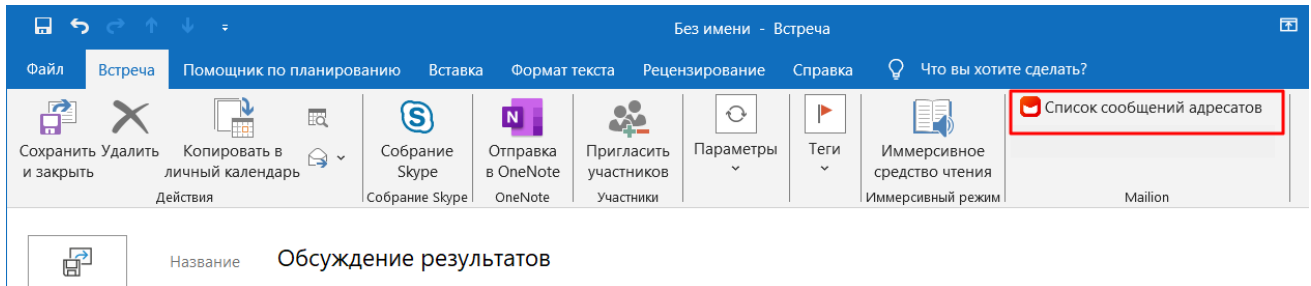 Без имени - Встреча
Файл Встреча Помощник по планированию Вставка Формат текста Рецензирование Справка Что вы хотите сделать?
Сохранить и закрыть
Удалить
Копировать в личный календарь
Действия
Собрание Skype
Собрание Skype
N
Отправка в OneNote
OneNote
Пригласить участников
Участники
Параметры
Теги
Иммерсивное средство чтения
Иммерсивный режим
Список сообщений адресатов
Mailion
Название Обсуждение результатов